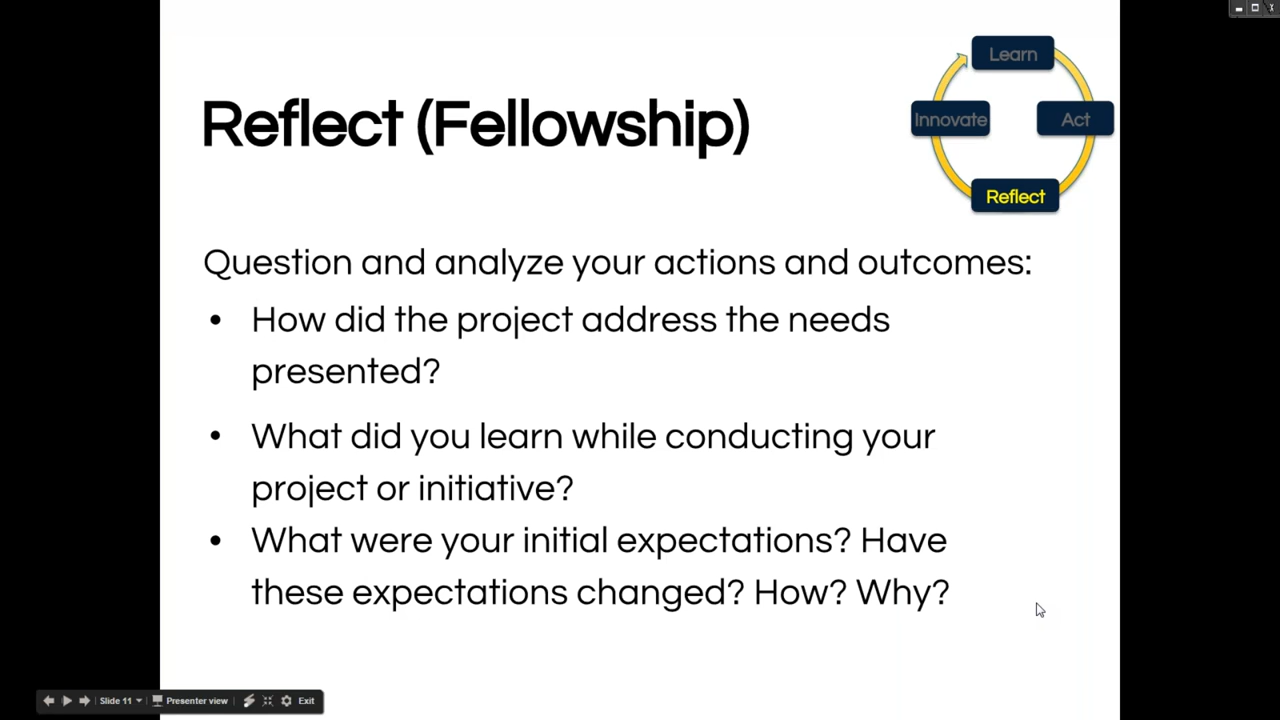 Learn
Reflect (Fellowship)
Innovate
Act
Reflect
Question and analyze your actions and outcomes:
• How did the project address the needs
presented?
• What did you learn while conducting your
project or initiative?
• What were your initial expectations? Have
these expectations changed? How? Why?
Slide 11
Presenter view
Exit